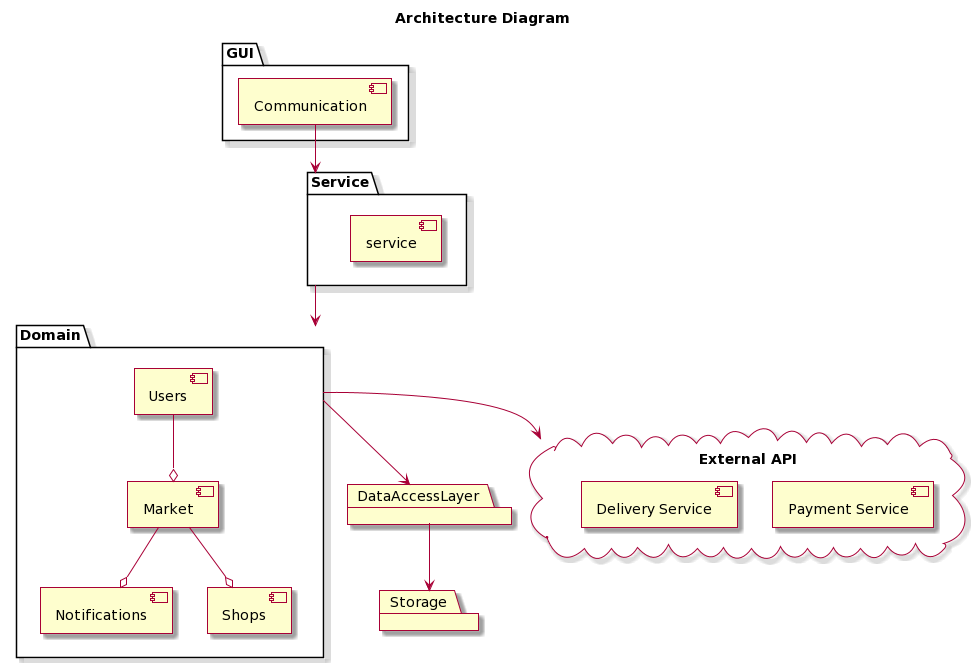 Architecture Diagram
GUI
Communication
Service
service
Domain
Users
Market
Notifications
Shops
DataAccessLayer
Storage
External API
Delivery Service
Payment Service